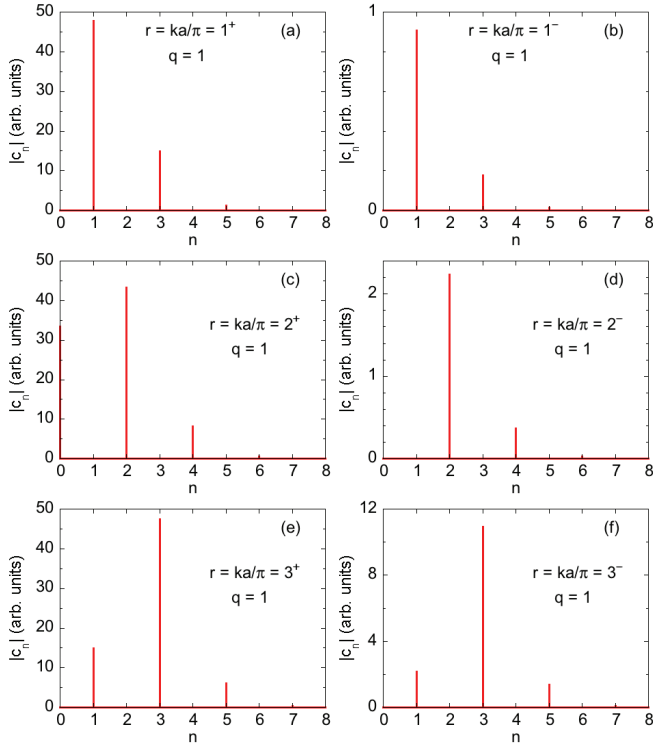 50
40
30
20
10
0
|cₙ| (arb. units)
r = ka/π = 1⁺
q = 1
(a)
0 1 2 3 4 5 6 7 8
n
1
0
|cₙ| (arb. units)
r = ka/π = 1⁻
q = 1
(b)
0 1 2 3 4 5 6 7 8
n
50
40
30
20
10
0
|cₙ| (arb. units)
(c)
r = ka/π = 2⁺
q = 1
0 1 2 3 4 5 6 7 8
n
2
1
0
|cₙ| (arb. units)
(d)
r = ka/π = 2⁻
q = 1
0 1 2 3 4 5 6 7 8
n
50
40
30
20
10
0
|cₙ| (arb. units)
(e)
r = ka/π = 3⁺
q = 1
0 1 2 3 4 5 6 7 8
n
12
8
4
0
|cₙ| (arb. units)
(f)
r = ka/π = 3⁻
q = 1
0 1 2 3 4 5 6 7 8
n